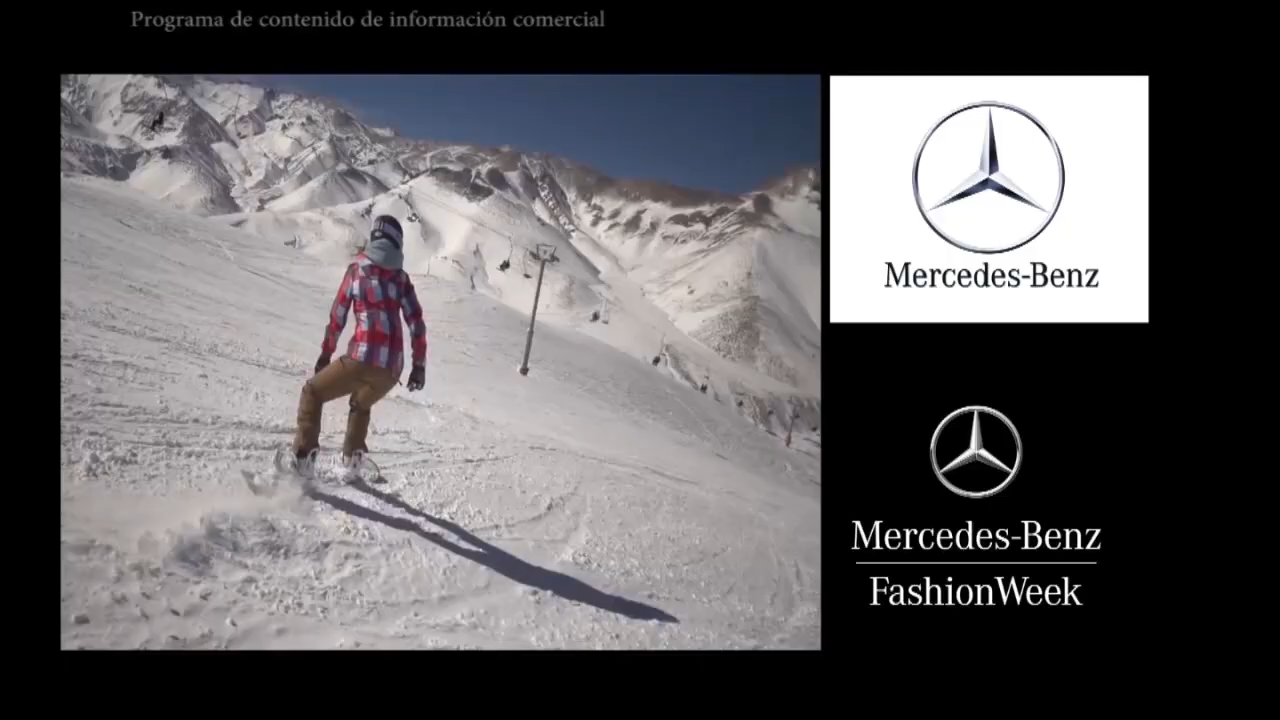 Programa de contenido de información comercial
Mercedes-Benz
Mercedes-Benz
FashionWeek